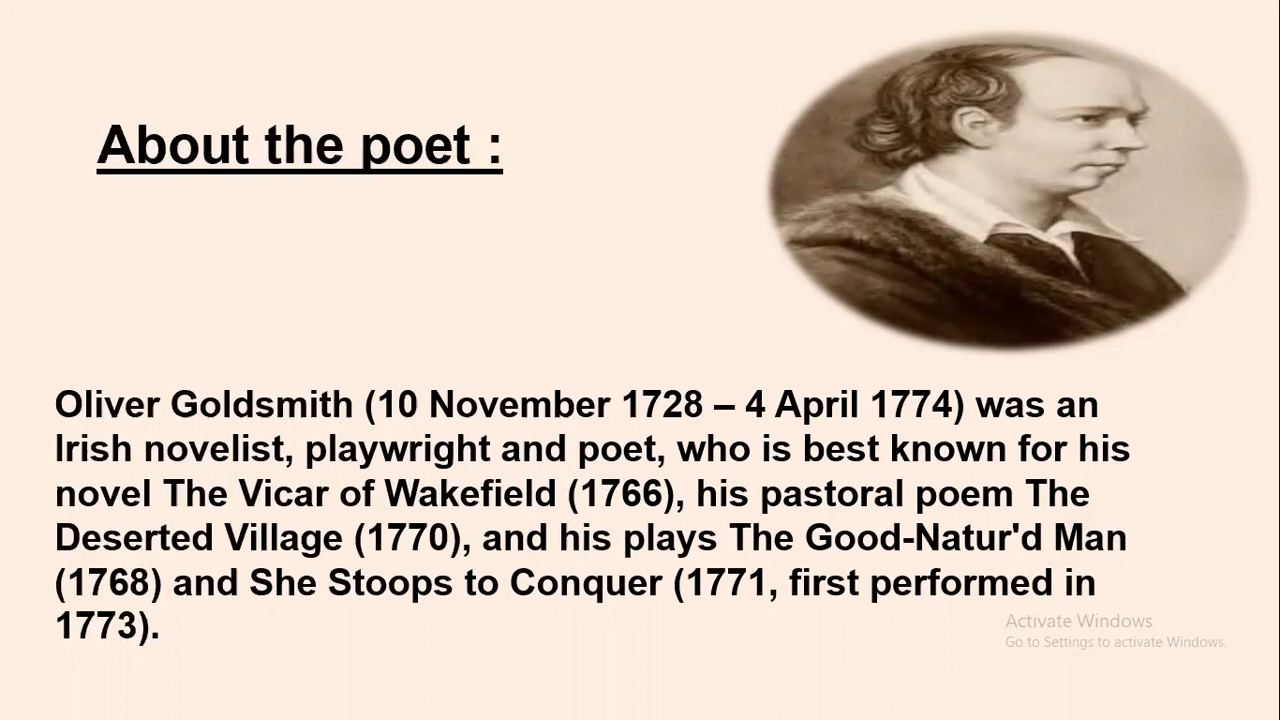 About the poet :
Oliver Goldsmith (10 November 1728 – 4 April 1774) was an
Irish novelist, playwright and poet, who is best known for his
novel The Vicar of Wakefield (1766), his pastoral poem The
Deserted Village (1770), and his plays The Good-Natur'd Man
(1768) and She Stoops to Conquer (1771, first performed in
1773).
Activate Windows
Go to Settings to activate Windows.